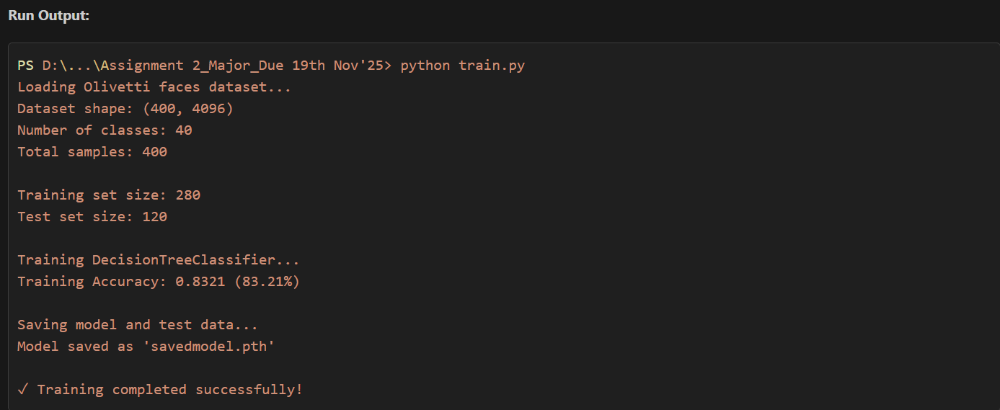 Run Output:
PS D:\...\Assignment 2_Major_Due 19th Nov'25> python train.py
Loading Olivetti faces dataset...
Dataset shape: (400, 4096)
Number of classes: 40
Total samples: 400
Training set size: 280
Test set size: 120
Training DecisionTreeClassifier...
Training Accuracy: 0.8321 (83.21%)
Saving model and test data...
Model saved as 'savedmodel.pth'
✓ Training completed successfully!